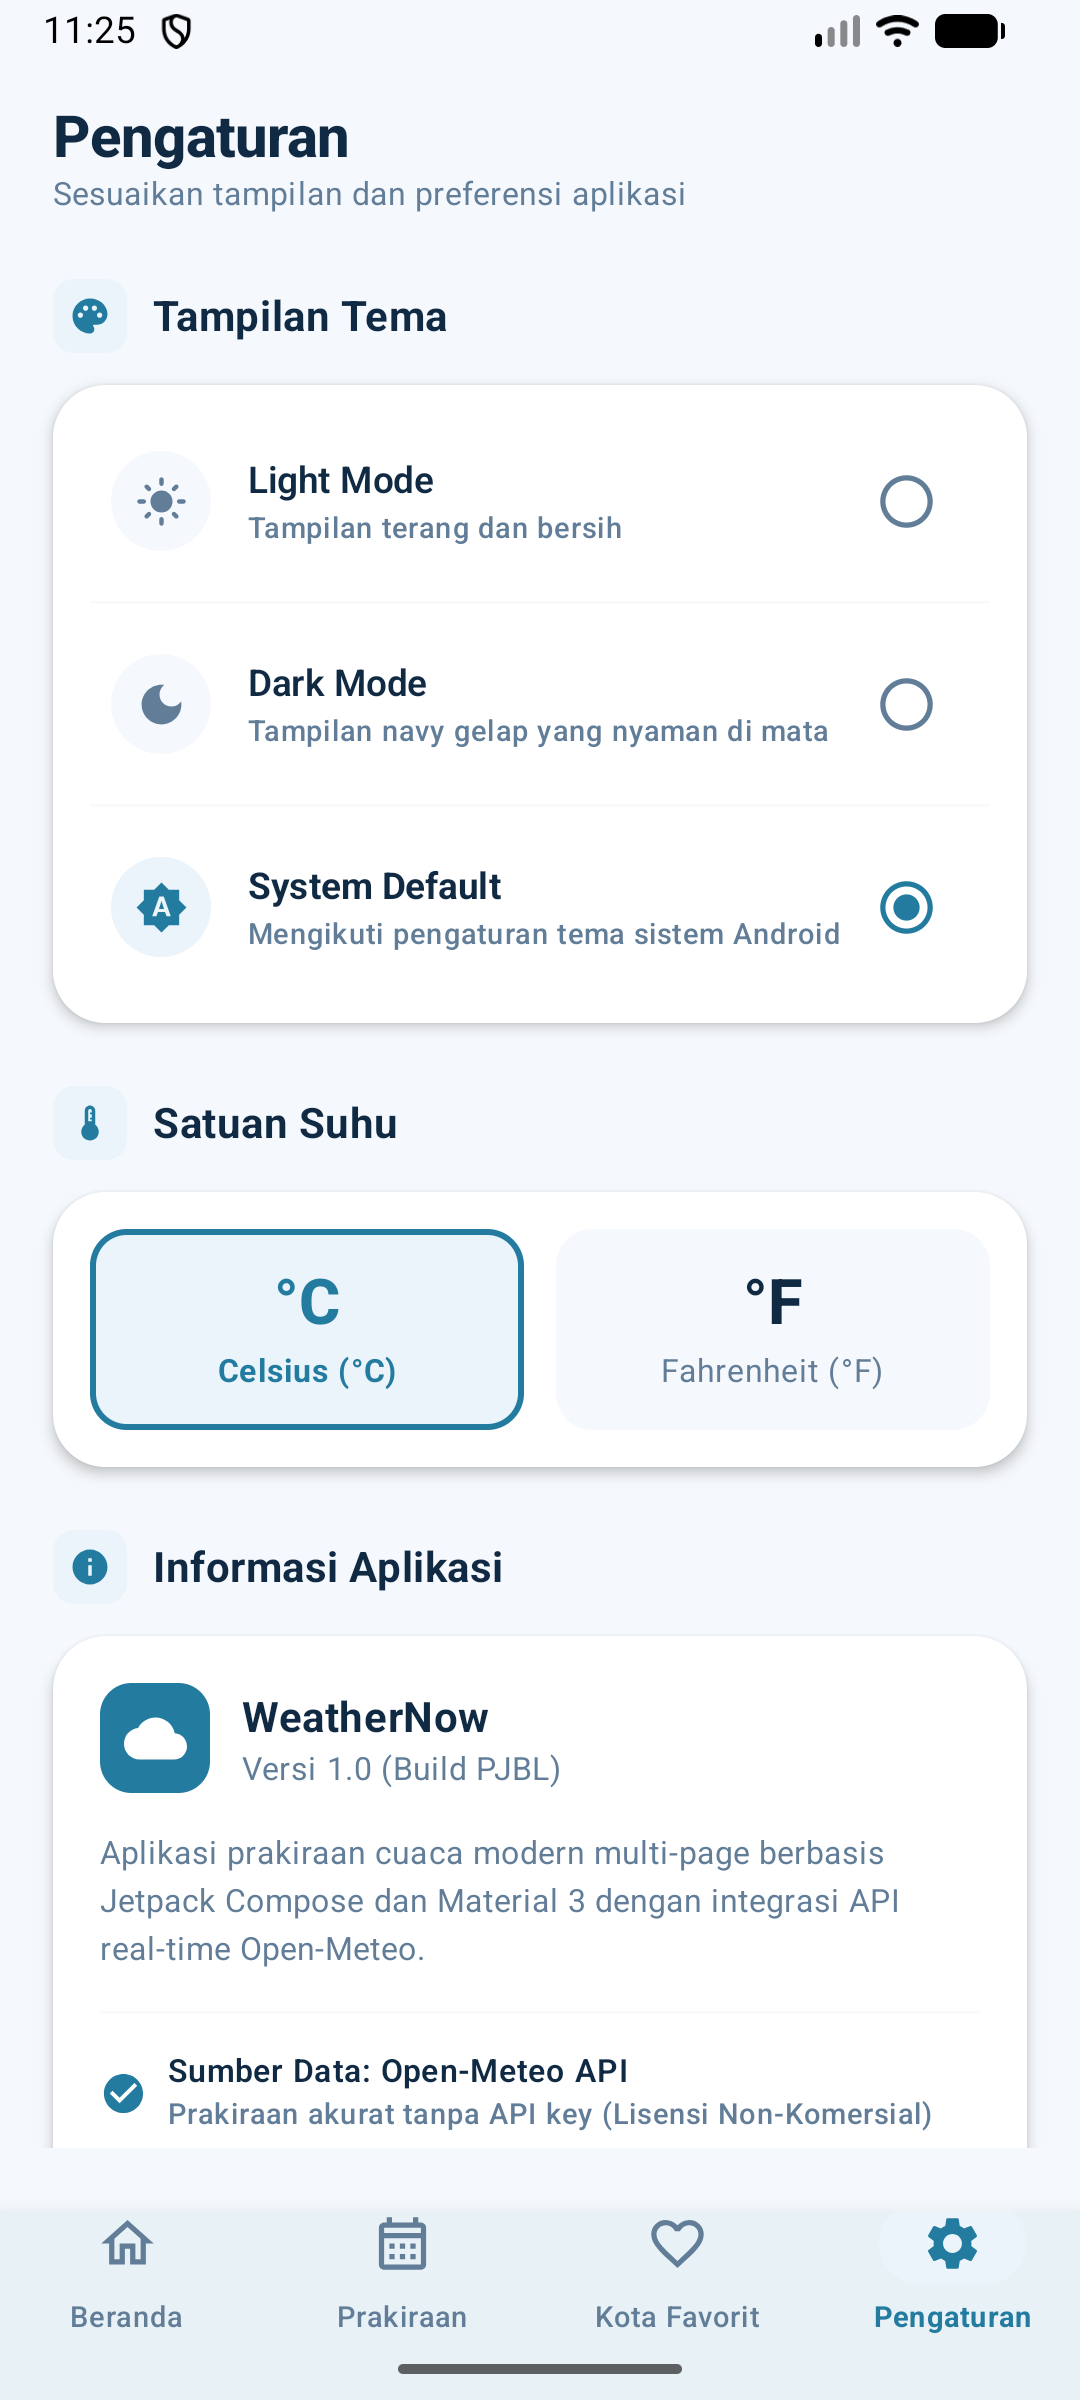 11:25
Pengaturan
Sesuaikan tampilan dan preferensi aplikasi
Tampilan Tema
Light Mode
Tampilan terang dan bersih
Dark Mode
Tampilan navy gelap yang nyaman di mata
A
System Default
Mengikuti pengaturan tema sistem Android
Satuan Suhu
°C
Celsius (°C)
°F
Fahrenheit (°F)
Informasi Aplikasi
WeatherNow
Versi 1.0 (Build PJBL)
Aplikasi prakiraan cuaca modern multi-page berbasis
Jetpack Compose dan Material 3 dengan integrasi API
real-time Open-Meteo.
Sumber Data: Open-Meteo API
Prakiraan akurat tanpa API key (Lisensi Non-Komersial)
Beranda
Prakiraan
Kota Favorit
Pengaturan